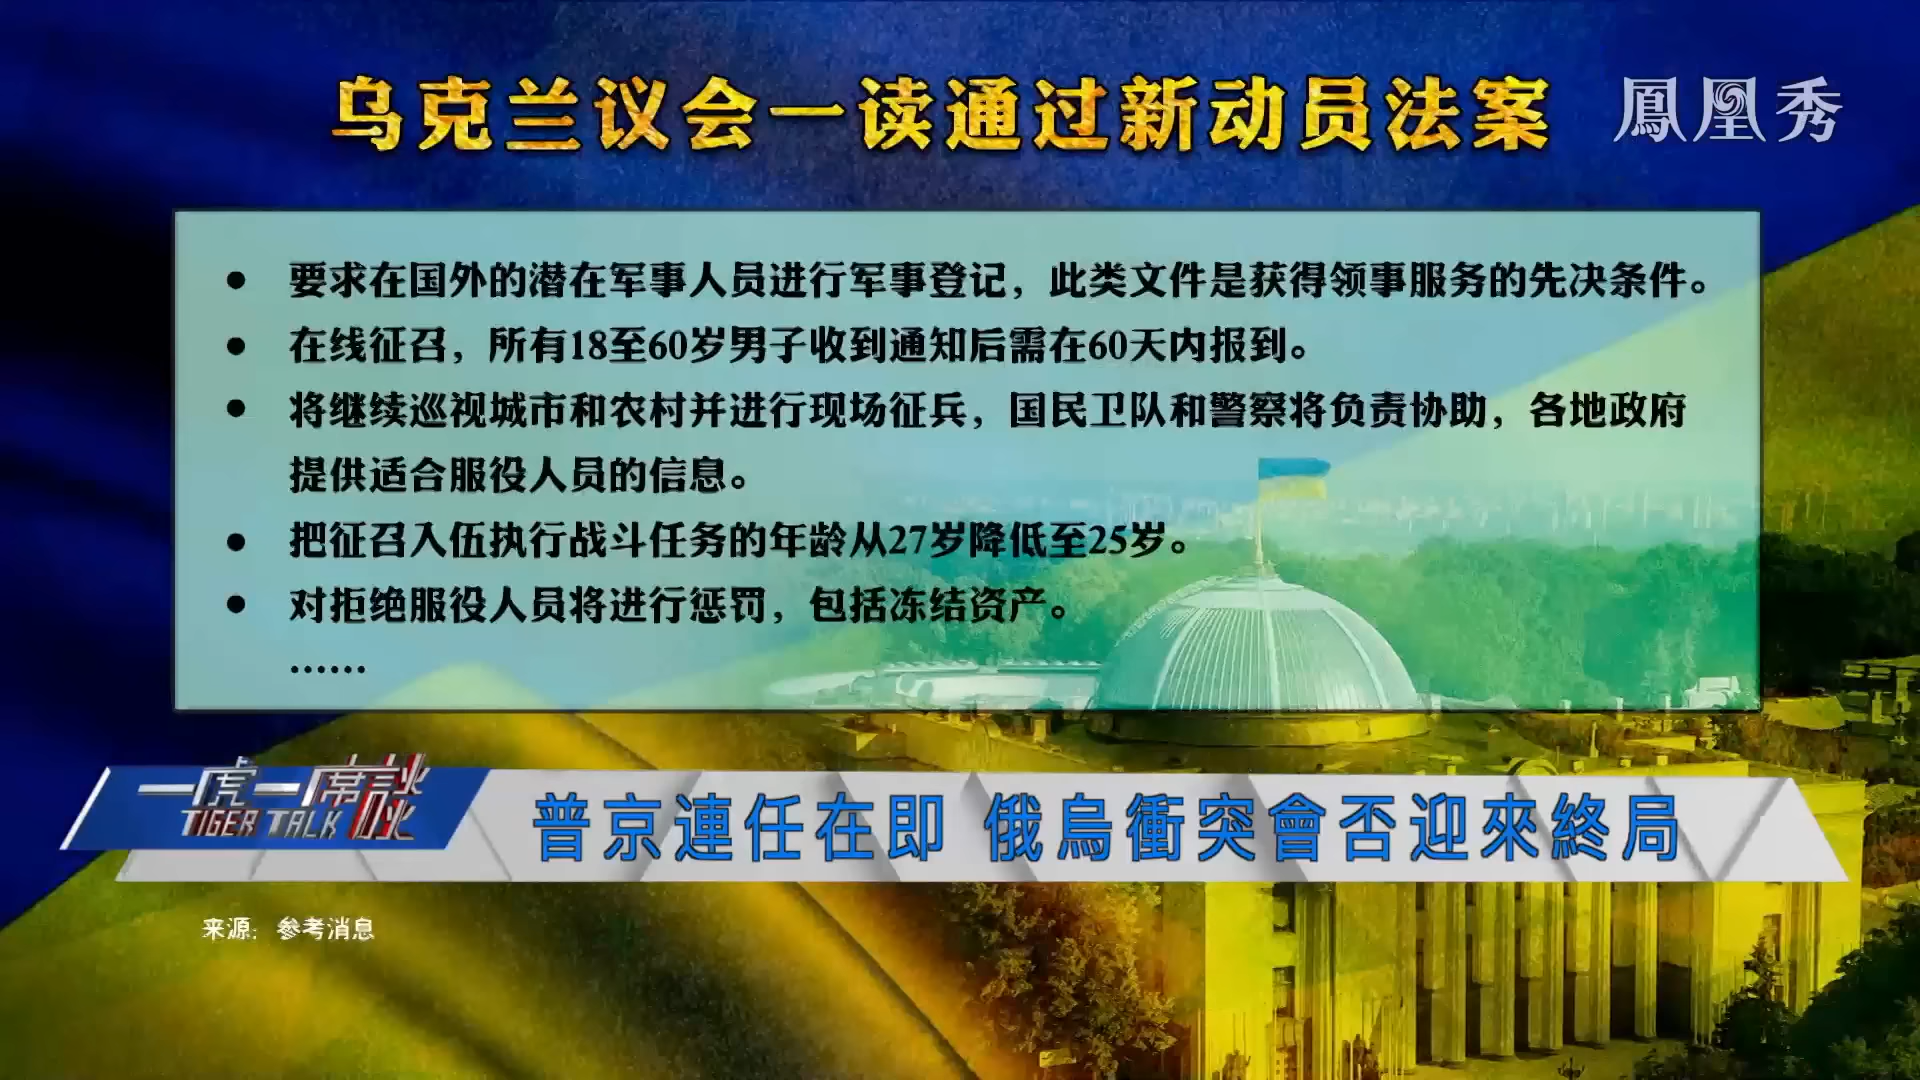 乌克兰议会一读通过新动员法案
鳳凰秀
● 要求在国外的潜在军事人员进行军事登记，此类文件是获得领事服务的先决条件。
● 在线征召，所有18至60岁男子收到通知后需在60天内报到。
● 将继续巡视城市和农村并进行现场征兵，国民卫队和警察将负责协助，各地政府
提供适合服役人员的信息。
● 把征召入伍执行战斗任务的年龄从27岁降低至25岁。
● 对拒绝服役人员将进行惩罚，包括冻结资产。
……
一虎一席談
TIGER TALK
普京連任在即 俄烏衝突會否迎來終局
来源：参考消息